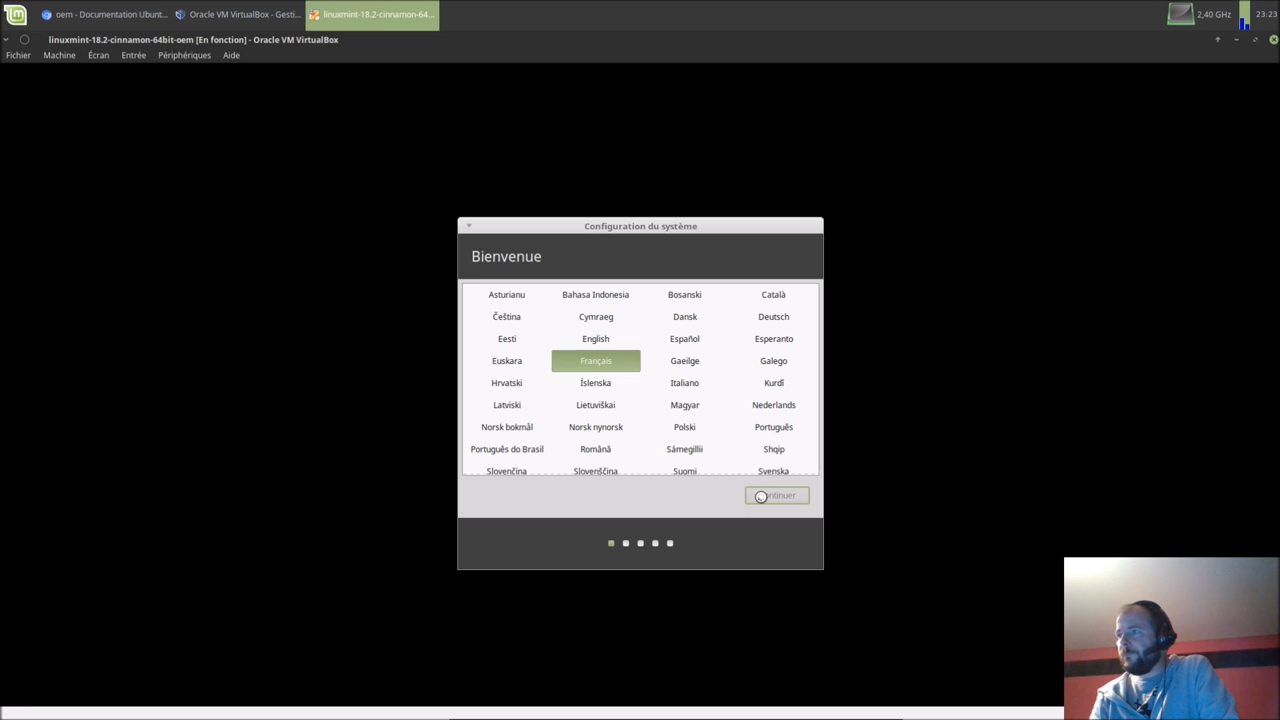 oem - Documentation Ubunt...
Oracle VM VirtualBox - Gesti...
linuxmint-18.2-cinnamon-64...
2,40 GHz
23:23
linuxmint-18.2-cinnamon-64bit-oem [En fonction] - Oracle VM VirtualBox
Fichier Machine Écran Entrée Périphériques Aide
Configuration du système
Bienvenue
Asturianu Bahasa Indonesia Bosanski Català
Čeština Cymraeg Dansk Deutsch
Eesti English Español Esperanto
Euskara Français Gaeilge Galego
Hrvatski Íslenska Italiano Kurdî
Latviski Lietuviškai Magyar Nederlands
Norsk bokmål Norsk nynorsk Polski Português
Português do Brasil Română Sámegillii Shqip
Slovenčina Slovenščina Suomi Svenska
Continuer